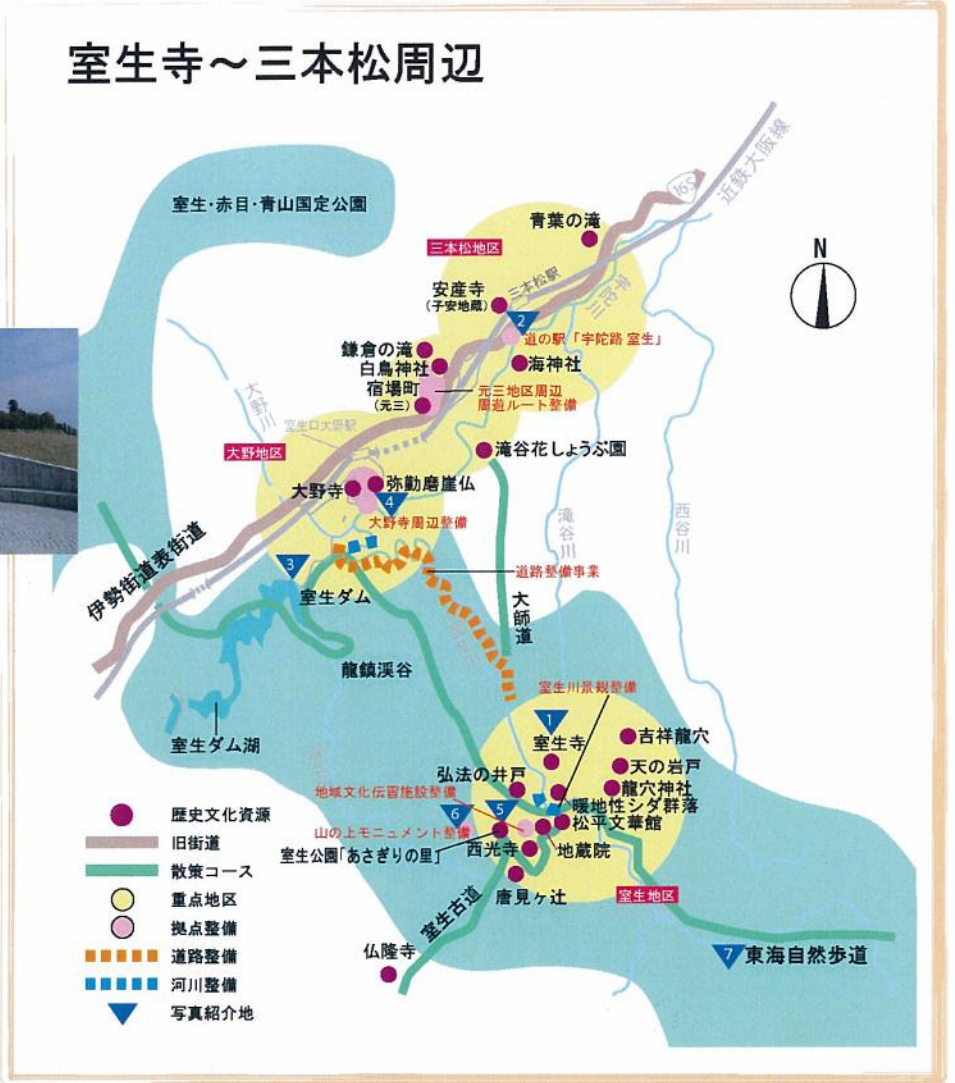 室生寺～三本松周辺
室生・赤目・青山国定公園
165
近鉄大阪線
N
青葉の滝
三本松地区
三本松駅
宇陀川
安産寺
(子安地蔵)
2
道の駅「宇陀路 室生」
鎌倉の滝
白鳥神社
海神社
宿場町
(元三)
元三地区周辺
周遊ルート整備
大野川
室生口大野駅
大野地区
滝谷花しょうぶ園
大野寺
弥勤磨崖仏
4
大野寺周辺整備
滝谷川
西谷川
伊勢街道表街道
3
室生ダム
道路整備事業
大師道
龍鎮渓谷
室生ダム湖
室生川景観整備
1
室生寺
吉祥龍穴
天の岩戸
弘法の井戸
龍穴神社
地域文化伝習施設整備
暖地性シダ群落
6
5
松平文華館
山の上モニュメント整備
室生公園「あさぎりの里」
西光寺
地蔵院
唐見ヶ辻
室生地区
室生古道
仏隆寺
7
東海自然歩道
歴史文化資源
旧街道
散策コース
重点地区
拠点整備
道路整備
河川整備
写真紹介地